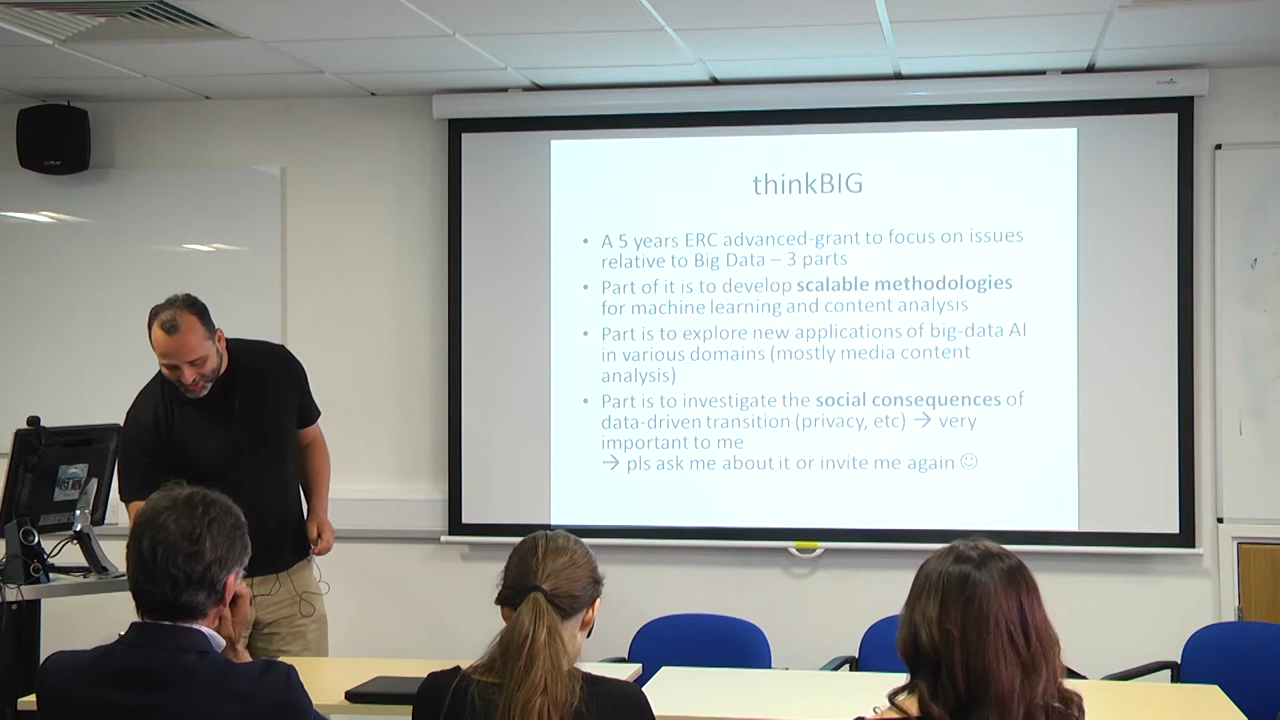 thinkBIG
• A 5 years ERC advanced-grant to focus on issues
relative to Big Data – 3 parts
• Part of it is to develop scalable methodologies
for machine learning and content analysis
• Part is to explore new applications of big-data AI
in various domains (mostly media content
analysis)
• Part is to investigate the social consequences of
data-driven transition (privacy, etc) → very
important to me
→ pls ask me about it or invite me again ☺